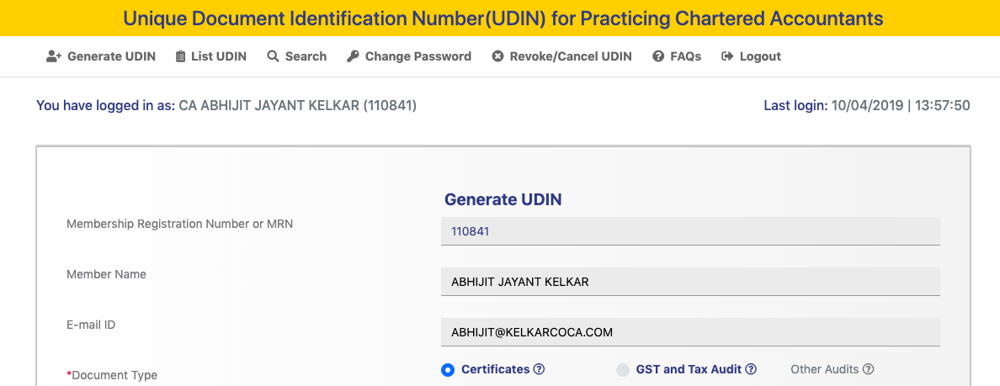 Unique Document Identification Number(UDIN) for Practicing Chartered Accountants
Generate UDIN List UDIN Search Change Password Revoke/Cancel UDIN FAQs Logout
You have logged in as: CA ABHIJIT JAYANT KELKAR (110841) Last login: 10/04/2019 | 13:57:50
Generate UDIN
Membership Registration Number or MRN 110841
Member Name ABHIJIT JAYANT KELKAR
E-mail ID ABHIJIT@KELKARCOCA.COM
*Document Type Certificates GST and Tax Audit Other Audits